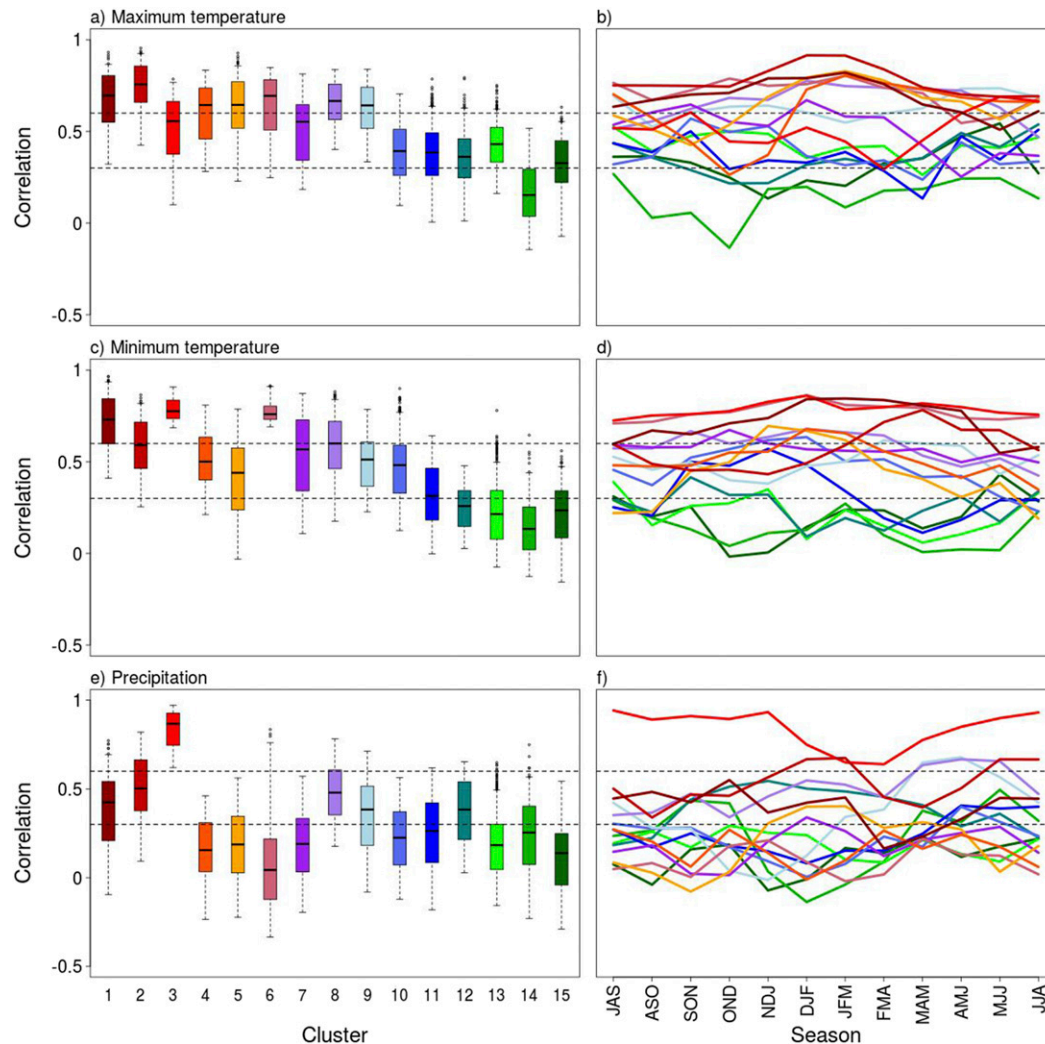 a) Maximum temperature
b)
1
0.5
0
-0.5
Correlation
c) Minimum temperature
d)
1
0.5
0
-0.5
Correlation
e) Precipitation
f)
1
0.5
0
-0.5
Correlation
1 2 3 4 5 6 7 8 9 10 11 12 13 14 15
Cluster
JAS ASO SON OND NDJ DJF JFM FMA MAM AMJ MJJ JJA
Season